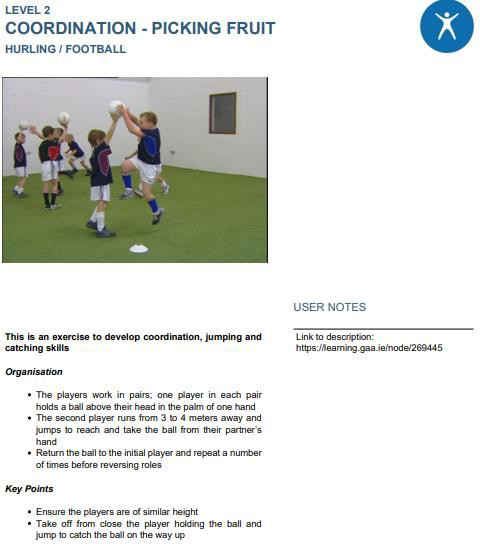 LEVEL 2
COORDINATION - PICKING FRUIT
HURLING / FOOTBALL
USER NOTES
Link to description:
https://learning.gaa.ie/node/269445
This is an exercise to develop coordination, jumping and
catching skills
Organisation
• The players work in pairs; one player in each pair
holds a ball above their head in the palm of one hand
• The second player runs from 3 to 4 meters away and
jumps to reach and take the ball from their partner's
hand
• Return the ball to the initial player and repeat a number
of times before reversing roles
Key Points
• Ensure the players are of similar height
• Take off from close the player holding the ball and
jump to catch the ball on the way up